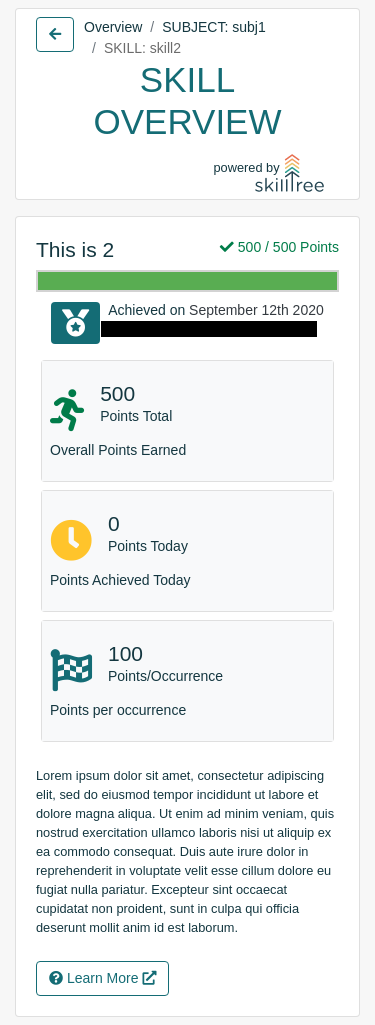 Overview / SUBJECT: subj1
/ SKILL: skill2
SKILL
OVERVIEW
powered by
skilltree
This is 2
500 / 500 Points
Achieved on September 12th 2020
500
Points Total
Overall Points Earned
0
Points Today
Points Achieved Today
100
Points/Occurrence
Points per occurrence
Lorem ipsum dolor sit amet, consectetur adipiscing
elit, sed do eiusmod tempor incididunt ut labore et
dolore magna aliqua. Ut enim ad minim veniam, quis
nostrud exercitation ullamco laboris nisi ut aliquip ex
ea commodo consequat. Duis aute irure dolor in
reprehenderit in voluptate velit esse cillum dolore eu
fugiat nulla pariatur. Excepteur sint occaecat
cupidatat non proident, sunt in culpa qui officia
deserunt mollit anim id est laborum.
Learn More